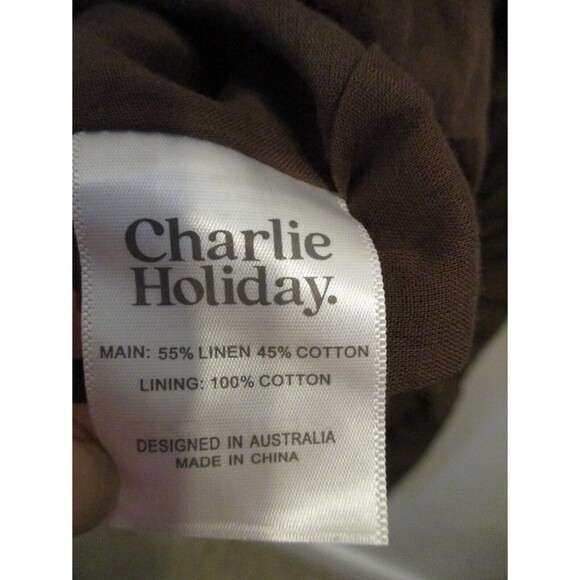 Charlie
Holiday.
MAIN: 55% LINEN 45% COTTON
LINING: 100% COTTON
DESIGNED IN AUSTRALIA
MADE IN CHINA